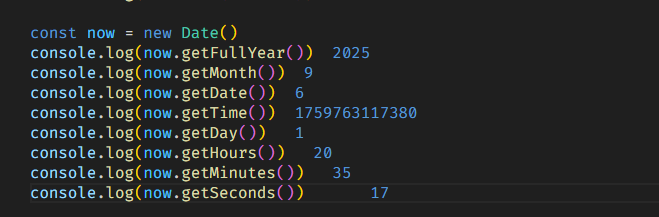 const now = new Date()
console.log(now.getFullYear())  2025
console.log(now.getMonth())  9
console.log(now.getDate())  6
console.log(now.getTime())  1759763117380
console.log(now.getDay())   1
console.log(now.getHours())   20
console.log(now.getMinutes())   35
console.log(now.getSeconds())       17